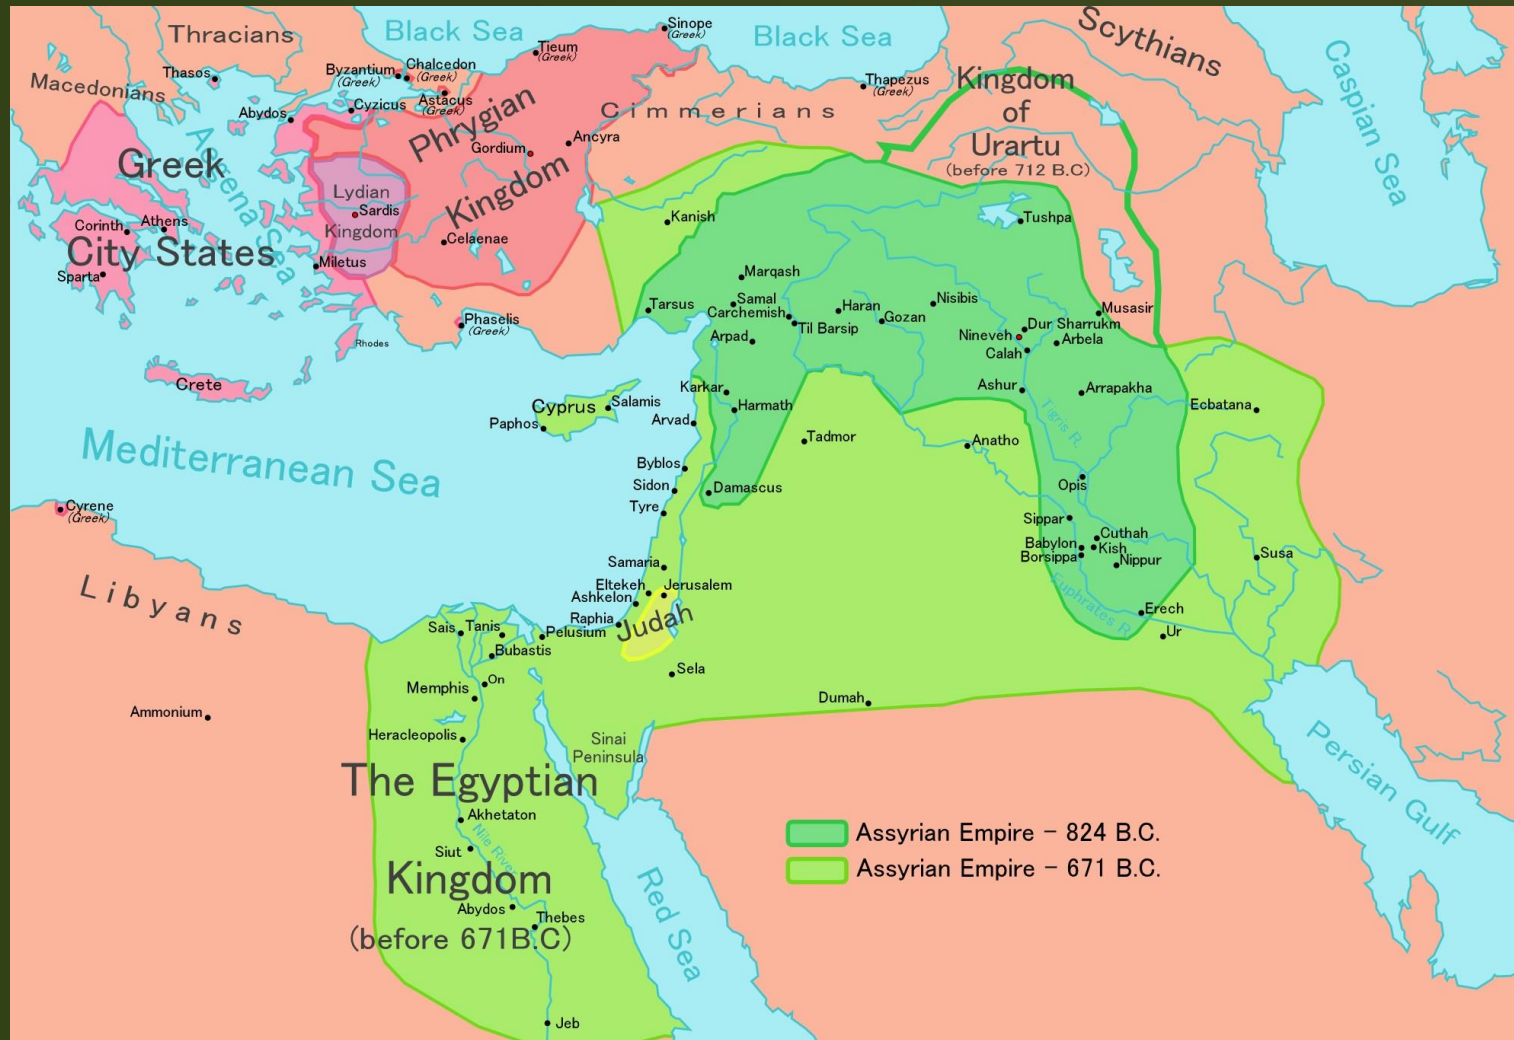 Thracians
Black Sea
Sinope
(Greek)
Black Sea
Scythians
Caspian Sea
Macedonians
Thasos
Byzantium
(Greek)
Chalcedon
(Greek)
Tieum
(Greek)
Thapezus
(Greek)
Kingdom
of
Urartu
(before 712 B.C)
Abydos
Cyzicus
Astacus
(Greek)
Phrygian
Kingdom
Cimmerians
Ancyra
Gordium
Greek
City States
Aegena Sea
Lydian
Kingdom
Sardis
Corinth
Athens
Sparta
Miletus
Celaenae
Kanish
Tushpa
Phaselis
(Greek)
Rhodes
Crete
Marqash
Tarsus
Samal
Carchemish
Til Barsip
Haran
Gozan
Nisibis
Musasir
Dur Sharrukm
Nineveh
Arbela
Calah
Arpad
Karkar
Harmath
Ashur
Arrapakha
Ecbatana
Cyprus
Salamis
Paphos
Arvad
Tadmor
Anatho
Tigris R.
Mediterranean Sea
Byblos
Sidon
Damascus
Tyre
Opis
Sippar
Cuthah
Babylon
Kish
Borsippa
Nippur
Susa
Cyrene
(Greek)
Libyans
Samaria
Eltekeh
Jerusalem
Ashkelon
Raphia
Judah
Euphrates R.
Erech
Ur
Sais
Tanis
Pelusium
Bubastis
On
Memphis
Sela
Dumah
Ammonium
Heracleopolis
Sinai
Peninsula
Persian Gulf
The Egyptian
Kingdom
(before 671B.C)
Akhetaton
Nile River
Siut
Abydos
Thebes
Red Sea
Jeb
Assyrian Empire - 824 B.C.
Assyrian Empire - 671 B.C.